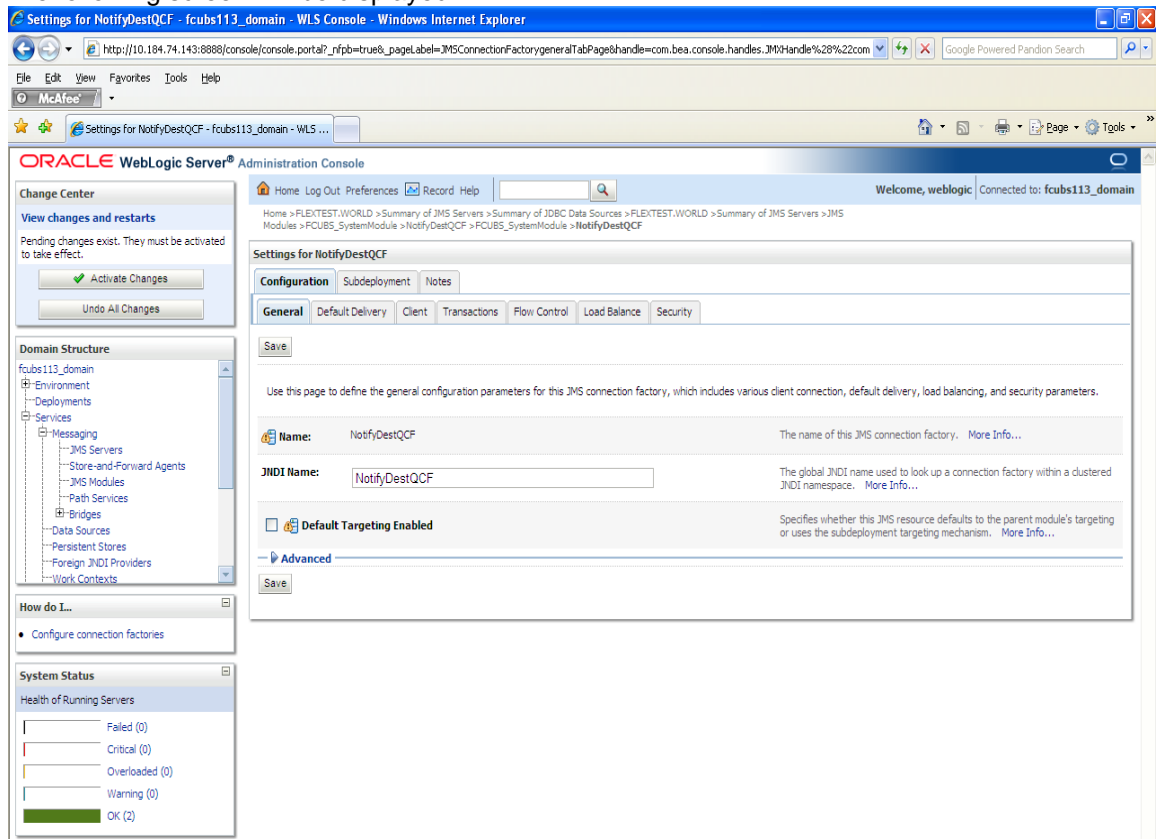 Settings for NotifyDestQCF - fcubs113_domain - WLS Console - Windows Internet Explorer
http://10.184.74.143:8888/console/console.portal?_nfpb=true&_pageLabel=JMSConnectionFactorygeneralTabPage&handle=com.bea.console.handles.JMXHandle%28%22com
Google Powered Pandion Search
File Edit View Favorites Tools Help
McAfee
Settings for NotifyDestQCF - fcubs113_domain - WLS ...
Page Tools
ORACLE WebLogic Server® Administration Console
Change Center
View changes and restarts
Pending changes exist. They must be activated
to take effect.
Activate Changes
Undo All Changes
Domain Structure
fcubs113_domain
Environment
Deployments
Services
Messaging
JMS Servers
Store-and-Forward Agents
JMS Modules
Path Services
Bridges
Data Sources
Persistent Stores
Foreign JNDI Providers
Work Contexts
How do I...
Configure connection factories
System Status
Health of Running Servers
Failed (0)
Critical (0)
Overloaded (0)
Warning (0)
OK (2)
Home Log Out Preferences Record Help
Welcome, weblogic Connected to: fcubs113_domain
Home >FLEXTEST.WORLD >Summary of JMS Servers >Summary of JDBC Data Sources >FLEXTEST.WORLD >Summary of JMS Servers >JMS
Modules >FCUBS_SystemModule >NotifyDestQCF >FCUBS_SystemModule >NotifyDestQCF
Settings for NotifyDestQCF
Configuration Subdeployment Notes
General Default Delivery Client Transactions Flow Control Load Balance Security
Save
Use this page to define the general configuration parameters for this JMS connection factory, which includes various client connection, default delivery, load balancing, and security parameters.
Name: NotifyDestQCF The name of this JMS connection factory. More Info...
JNDI Name: NotifyDestQCF The global JNDI name used to look up a connection factory within a clustered
JNDI namespace. More Info...
Default Targeting Enabled Specifies whether this JMS resource defaults to the parent module's targeting
or uses the subdeployment targeting mechanism. More Info...
Advanced
Save